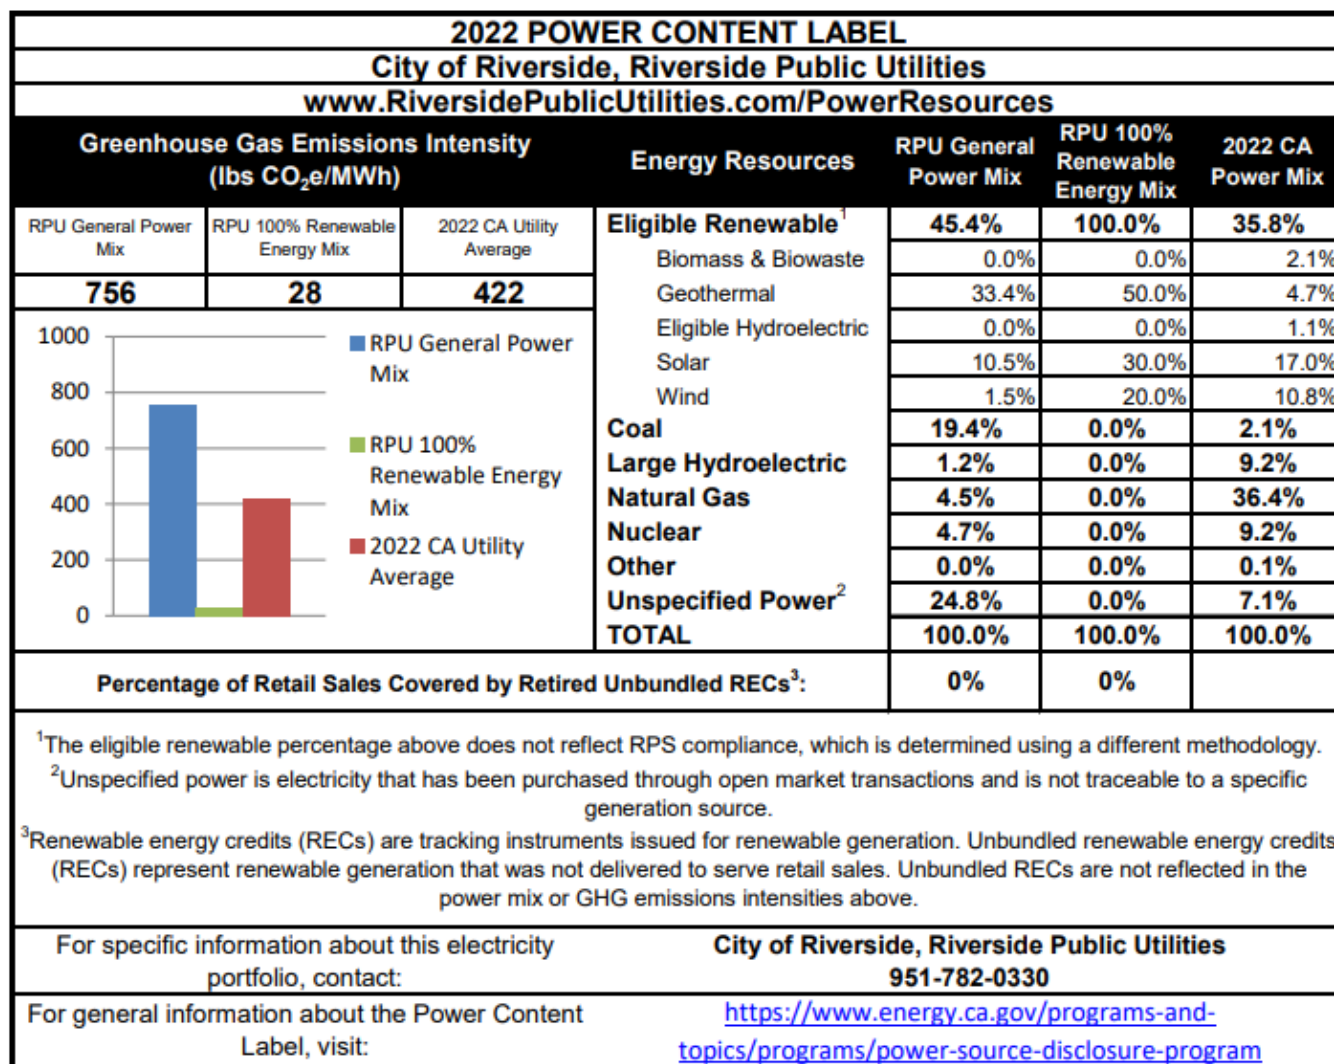 2022 POWER CONTENT LABEL
City of Riverside, Riverside Public Utilities
www.RiversidePublicUtilities.com/PowerResources
Greenhouse Gas Emissions Intensity
(lbs CO₂e/MWh)
RPU General Power
Mix
RPU 100% Renewable
Energy Mix
2022 CA Utility
Average
756 28 422
1000
800
600
400
200
0
RPU General Power
Mix
RPU 100%
Renewable Energy
Mix
2022 CA Utility
Average
Energy Resources
RPU General
Power Mix
RPU 100%
Renewable
Energy Mix
2022 CA
Power Mix
Eligible Renewable¹ 45.4% 100.0% 35.8%
Biomass & Biowaste 0.0% 0.0% 2.1%
Geothermal 33.4% 50.0% 4.7%
Eligible Hydroelectric 0.0% 0.0% 1.1%
Solar 10.5% 30.0% 17.0%
Wind 1.5% 20.0% 10.8%
Coal 19.4% 0.0% 2.1%
Large Hydroelectric 1.2% 0.0% 9.2%
Natural Gas 4.5% 0.0% 36.4%
Nuclear 4.7% 0.0% 9.2%
Other 0.0% 0.0% 0.1%
Unspecified Power² 24.8% 0.0% 7.1%
TOTAL 100.0% 100.0% 100.0%
Percentage of Retail Sales Covered by Retired Unbundled RECs³: 0% 0%
¹The eligible renewable percentage above does not reflect RPS compliance, which is determined using a different methodology.
²Unspecified power is electricity that has been purchased through open market transactions and is not traceable to a specific
generation source.
³Renewable energy credits (RECs) are tracking instruments issued for renewable generation. Unbundled renewable energy credits
(RECs) represent renewable generation that was not delivered to serve retail sales. Unbundled RECs are not reflected in the
power mix or GHG emissions intensities above.
For specific information about this electricity
portfolio, contact:
City of Riverside, Riverside Public Utilities
951-782-0330
For general information about the Power Content
Label, visit:
https://www.energy.ca.gov/programs-and-
topics/programs/power-source-disclosure-program